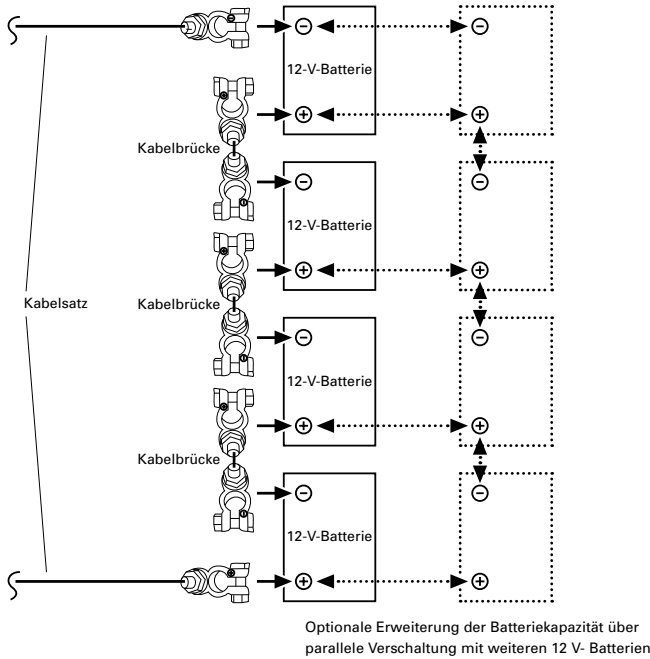 12-V-Batterie
Kabelbrücke
12-V-Batterie
Kabelsatz
Kabelbrücke
12-V-Batterie
Kabelbrücke
12-V-Batterie
Optionale Erweiterung der Batteriekapazität über
parallele Verschaltung mit weiteren 12 V- Batterien